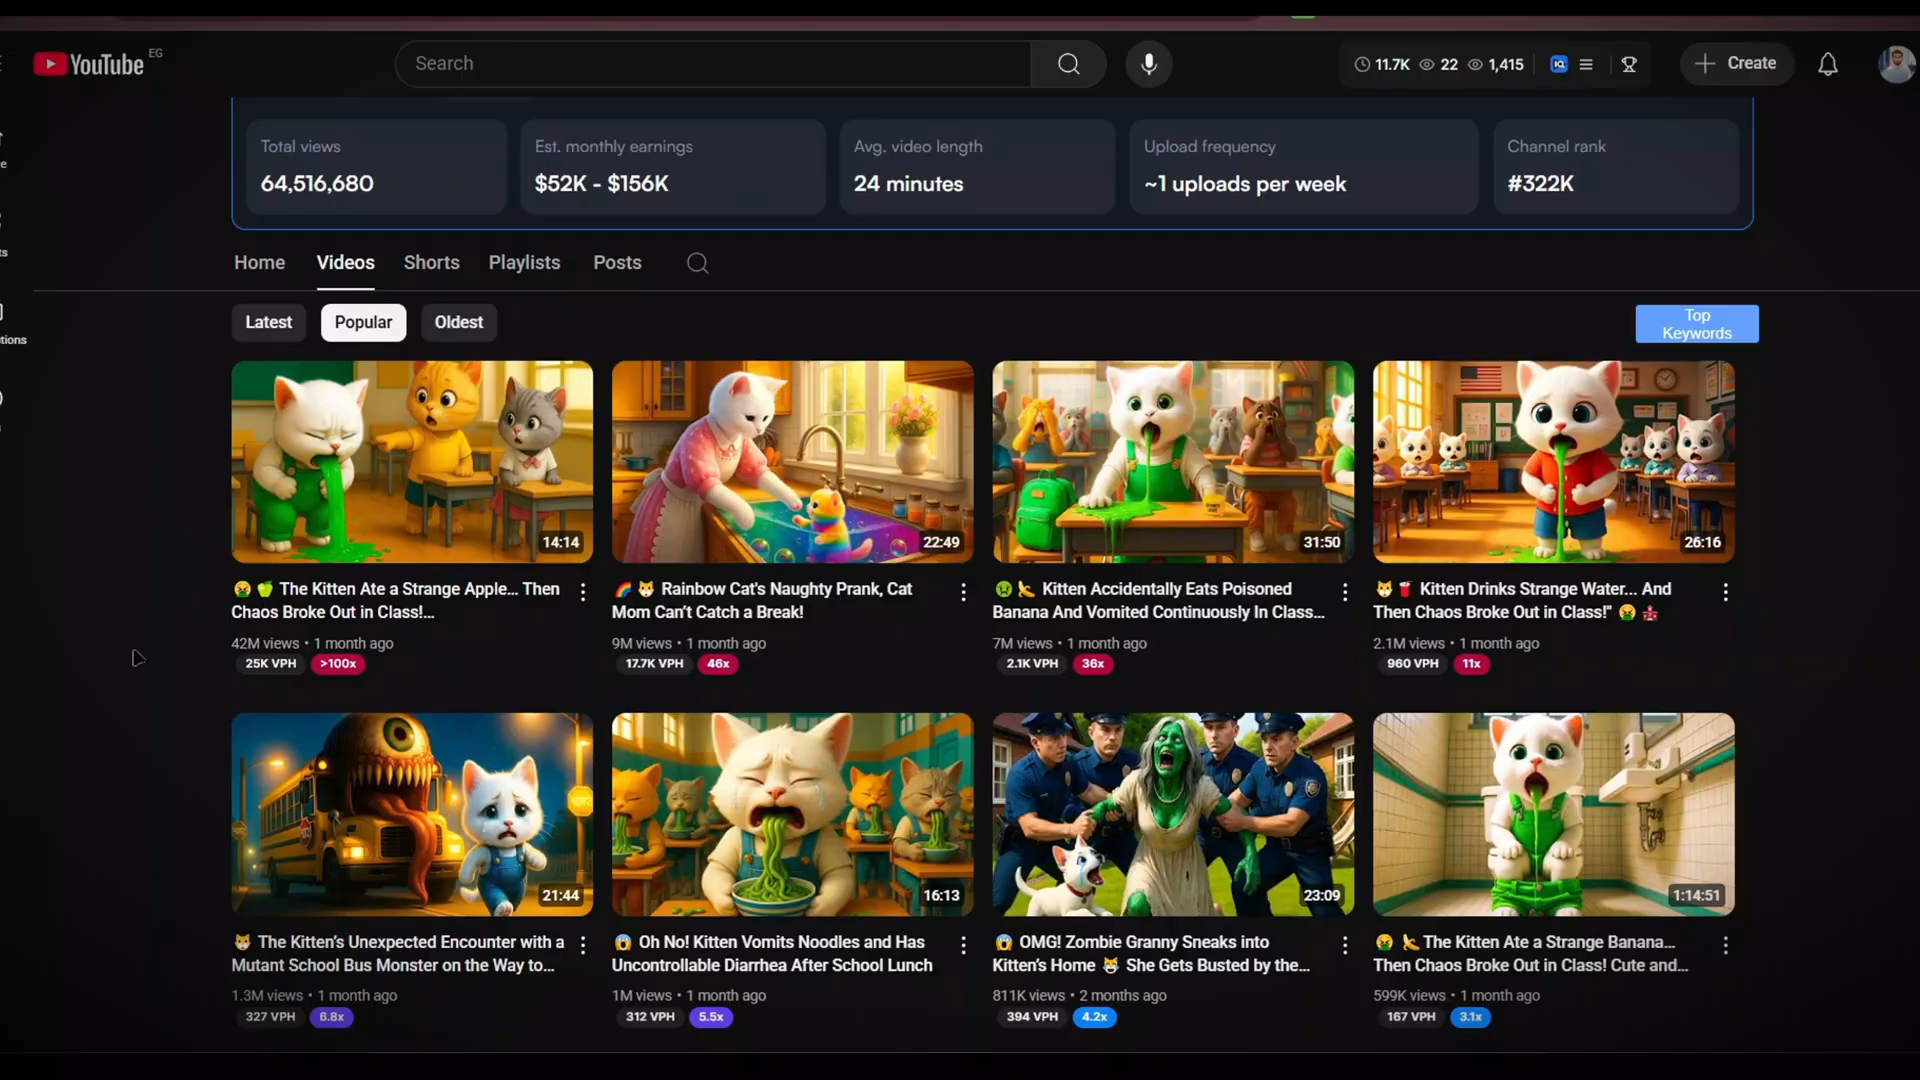 YouTube EG
Search
11.7K 22 1,415
IQ
Create
Total views
64,516,680
Est. monthly earnings
$52K - $156K
Avg. video length
24 minutes
Upload frequency
~1 uploads per week
Channel rank
#322K
Home Videos Shorts Playlists Posts
Latest Popular Oldest
Top
Keywords
14:14
22:49
31:50
26:16
🤮 🍏 The Kitten Ate a Strange Apple... Then
Chaos Broke Out in Class!...
42M views • 1 month ago
25K VPH >100x
🌈 🐱 Rainbow Cat's Naughty Prank, Cat
Mom Can't Catch a Break!
9M views • 1 month ago
17.7K VPH 46x
🤢 🍌 Kitten Accidentally Eats Poisoned
Banana And Vomited Continuously In Class...
7M views • 1 month ago
2.1K VPH 36x
🐱 🥤 Kitten Drinks Strange Water... And
Then Chaos Broke Out in Class!" 🤮 🏫
2.1M views • 1 month ago
960 VPH 11x
21:44
16:13
23:09
1:14:51
🐱 The Kitten's Unexpected Encounter with a
Mutant School Bus Monster on the Way to...
1.3M views • 1 month ago
327 VPH 6.8x
😱 Oh No! Kitten Vomits Noodles and Has
Uncontrollable Diarrhea After School Lunch
1M views • 1 month ago
312 VPH 5.5x
😱 OMG! Zombie Granny Sneaks into
Kitten's Home 😹 She Gets Busted by the...
811K views • 2 months ago
394 VPH 4.2x
🤮 🍌 The Kitten Ate a Strange Banana...
Then Chaos Broke Out in Class! Cute and...
599K views • 1 month ago
167 VPH 3.1x